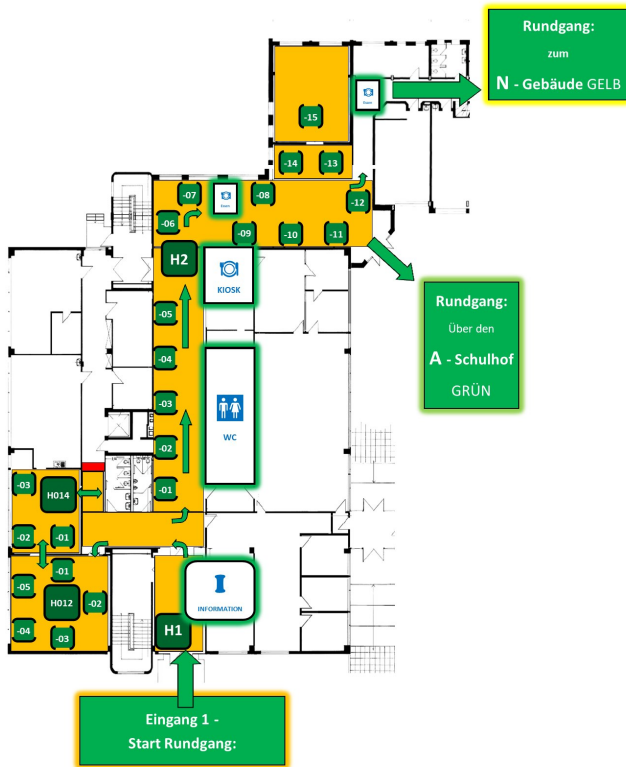 Rundgang:
zum
N - Gebäude GELB
-15
-14
-13
-07
-08
-12
-06
-09
-10
-11
H2
KIOSK
Rundgang:
Über den
A - Schulhof
GRÜN
-05
-04
-03
WC
-02
-01
-03
H014
-02
-01
-01
-05
H012
-02
-04
-03
INFORMATION
H1
Eingang 1 -
Start Rundgang: